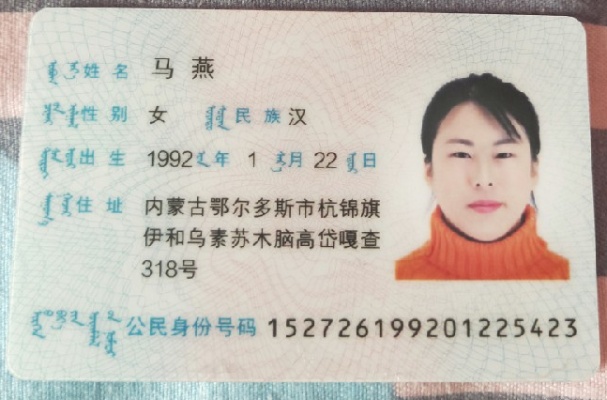 姓 名 马 燕
性 别 女 民 族 汉
出 生 1992 年 1 月 22 日
住 址 内蒙古鄂尔多斯市杭锦旗
伊和乌素苏木脑高岱嘎查
318号
公民身份号码 152726199201225423